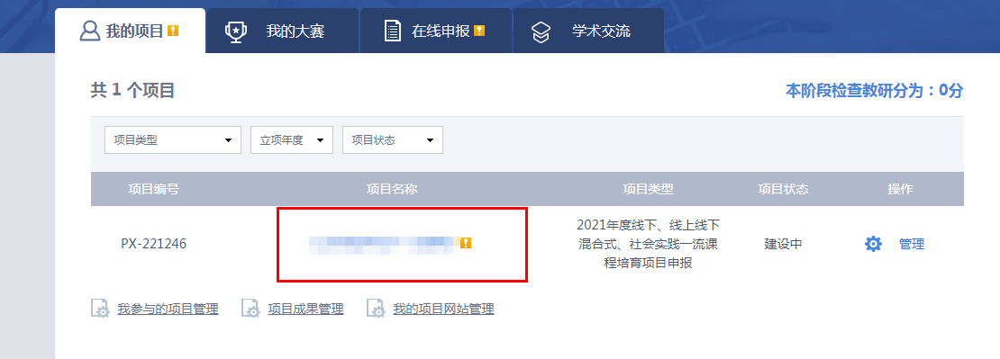 我的项目
我的大赛
在线申报
学术交流
共 1 个项目
本阶段检查教研分为：0分
项目类型
立项年度
项目状态
项目编号
项目名称
项目类型
项目状态
操作
PX-221246
2021年度线下、线上线下
混合式、社会实践一流课
程培育项目申报
建设中
管理
我参与的项目管理
项目成果管理
我的项目网站管理